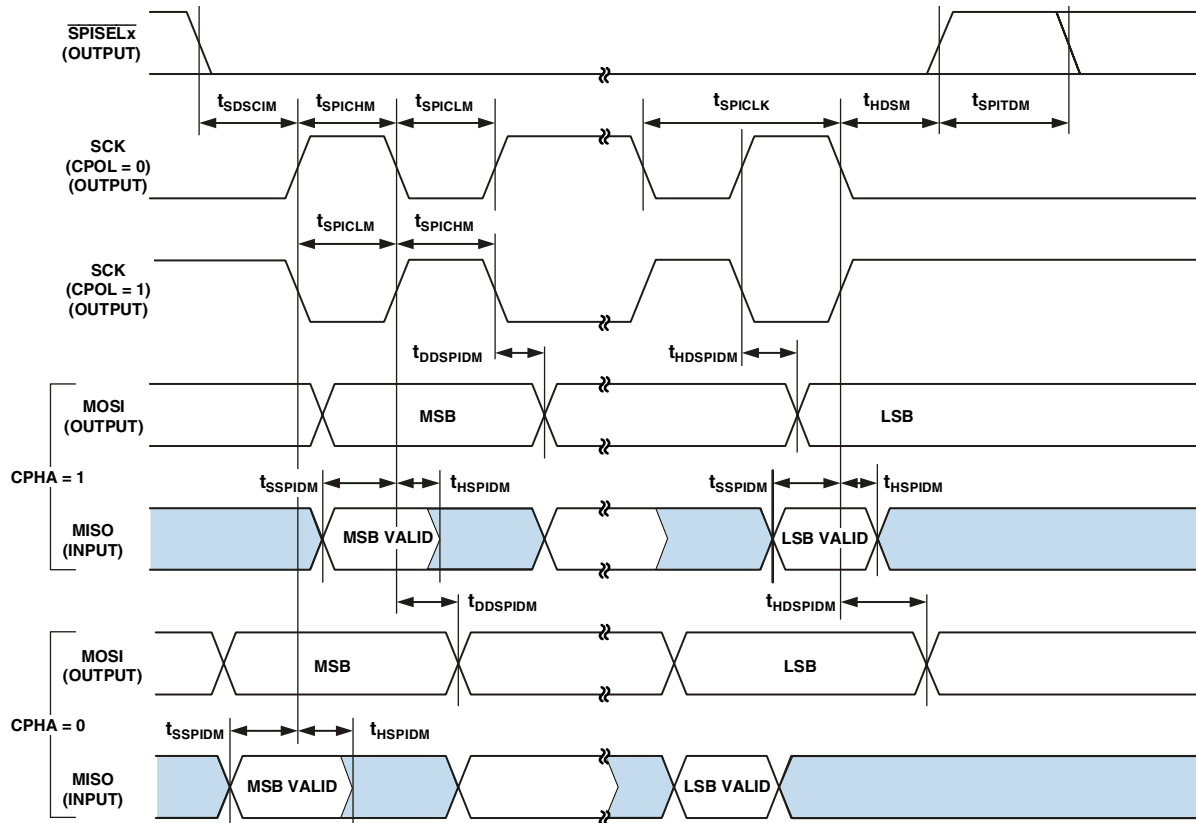 SPISELx
(OUTPUT)
tSDSCIM tSPICHM tSPICLM tSPICLK tHDSM tSPITDM
SCK
(CPOL = 0)
(OUTPUT)
tSPICLM tSPICHM
SCK
(CPOL = 1)
(OUTPUT)
tDDSPIDM tHDSPIDM
CPHA = 1
MOSI
(OUTPUT)
MSB LSB
tSSPIDM tHSPIDM tSSPIDM tHSPIDM
MISO
(INPUT)
MSB VALID LSB VALID
tDDSPIDM tHDSPIDM
CPHA = 0
MOSI
(OUTPUT)
MSB LSB
tSSPIDM tHSPIDM
MISO
(INPUT)
MSB VALID LSB VALID